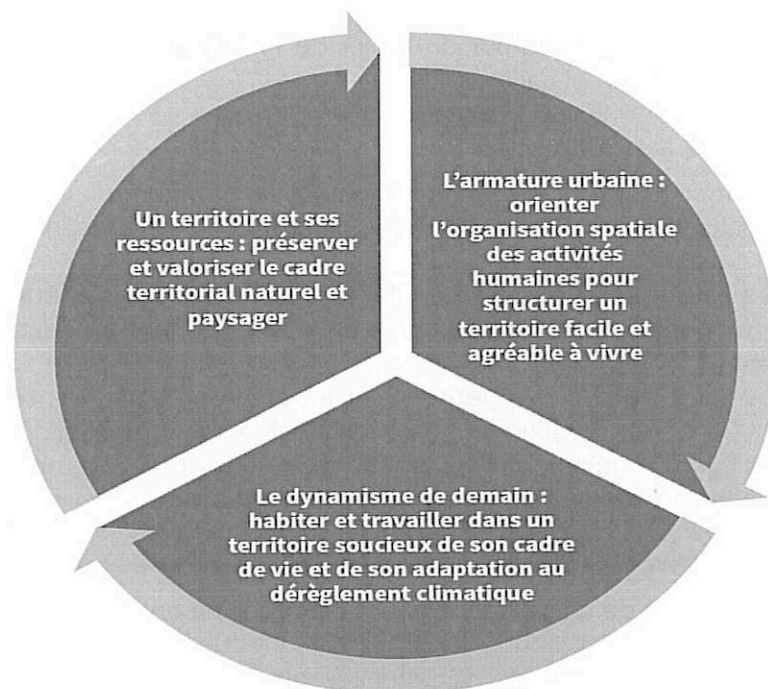 Un territoire et ses
ressources : préserver
et valoriser le cadre
territorial naturel et
paysager
L'armature urbaine :
orienter
l'organisation spatiale
des activités
humaines pour
structurer un
territoire facile et
agréable à vivre
Le dynamisme de demain :
habiter et travailler dans un
territoire soucieux de son cadre
de vie et de son adaptation au
dérèglement climatique